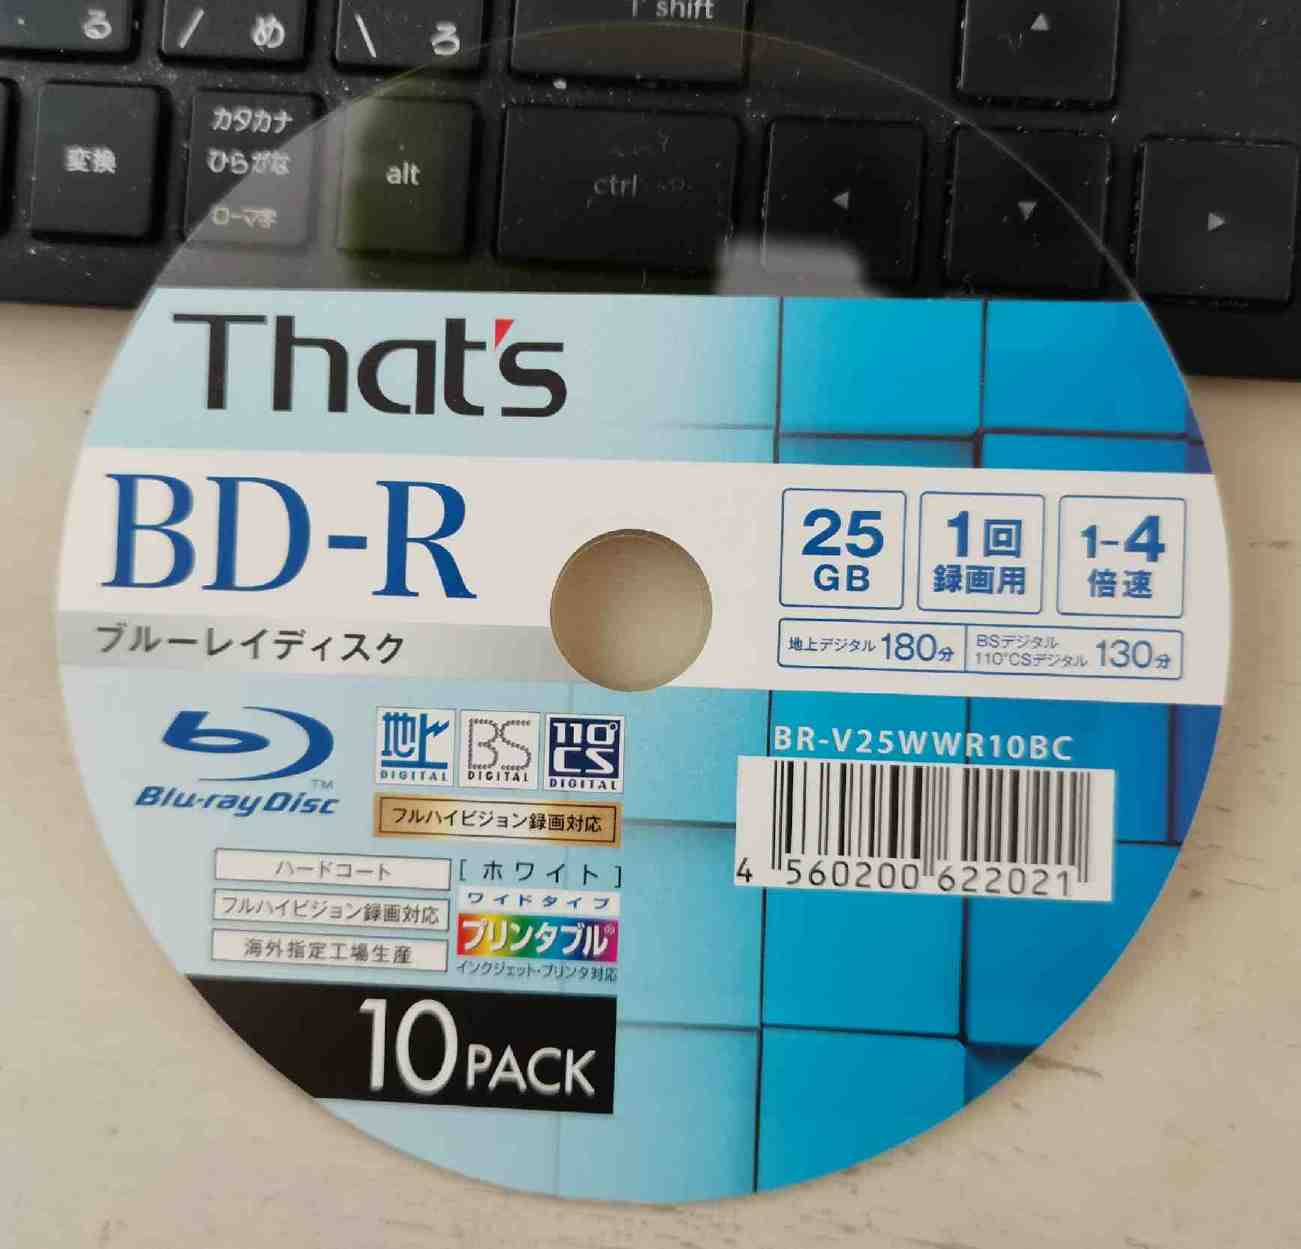 る
/ め
\ ろ
↑ shift
▲
変換
カタカナ
ひらがな
ローマ字
alt
ctrl
◀
▼
▶
That's
BD-R
ブルーレイディスク
25
GB
1回
録画用
1-4
倍速
地上デジタル 180分
BSデジタル
110°CSデジタル 130分
Blu-ray Disc™
地上
DIGITAL
BS
DIGITAL
110°
CS
DIGITAL
フルハイビジョン録画対応
ハードコート
フルハイビジョン録画対応
海外指定工場生産
[ ホワイト ]
ワイドタイプ
プリンタブル®
インクジェット・プリンタ対応
10PACK
BR-V25WWR10BC
4 560200 622021